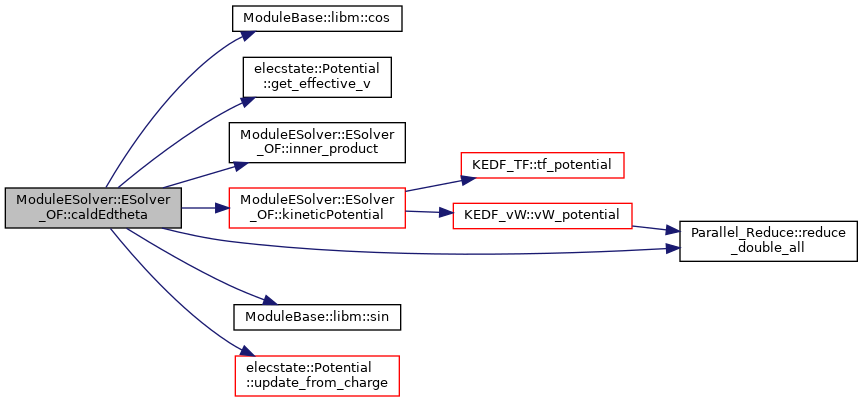 ModuleBase::libm::cos
elecstate::Potential
::get_effective_v
ModuleESolver::ESolver
_OF::inner_product
KEDF_TF::tf_potential
ModuleESolver::ESolver
_OF::caldEdtheta
ModuleESolver::ESolver
_OF::kineticPotential
KEDF_vW::vW_potential
Parallel_Reduce::reduce
_double_all
ModuleBase::libm::sin
elecstate::Potential
::update_from_charge